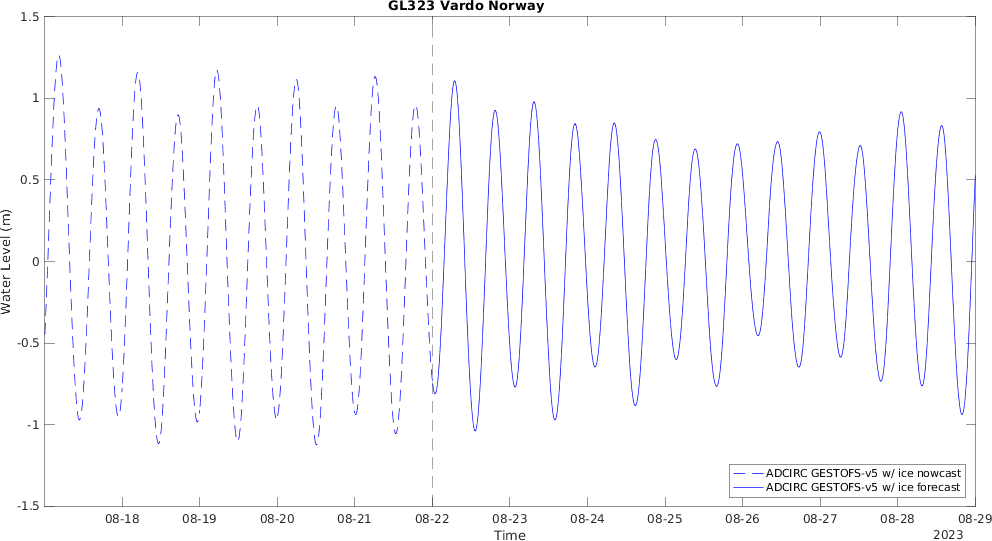 GL323 Vardo Norway
1.5
1
0.5
0
-0.5
-1
-1.5
Water Level (m)
ADCIRC GESTOFS-v5 w/ ice nowcast
ADCIRC GESTOFS-v5 w/ ice forecast
08-18 08-19 08-20 08-21 08-22 08-23 08-24 08-25 08-26 08-27 08-28 08-29
Time
2023